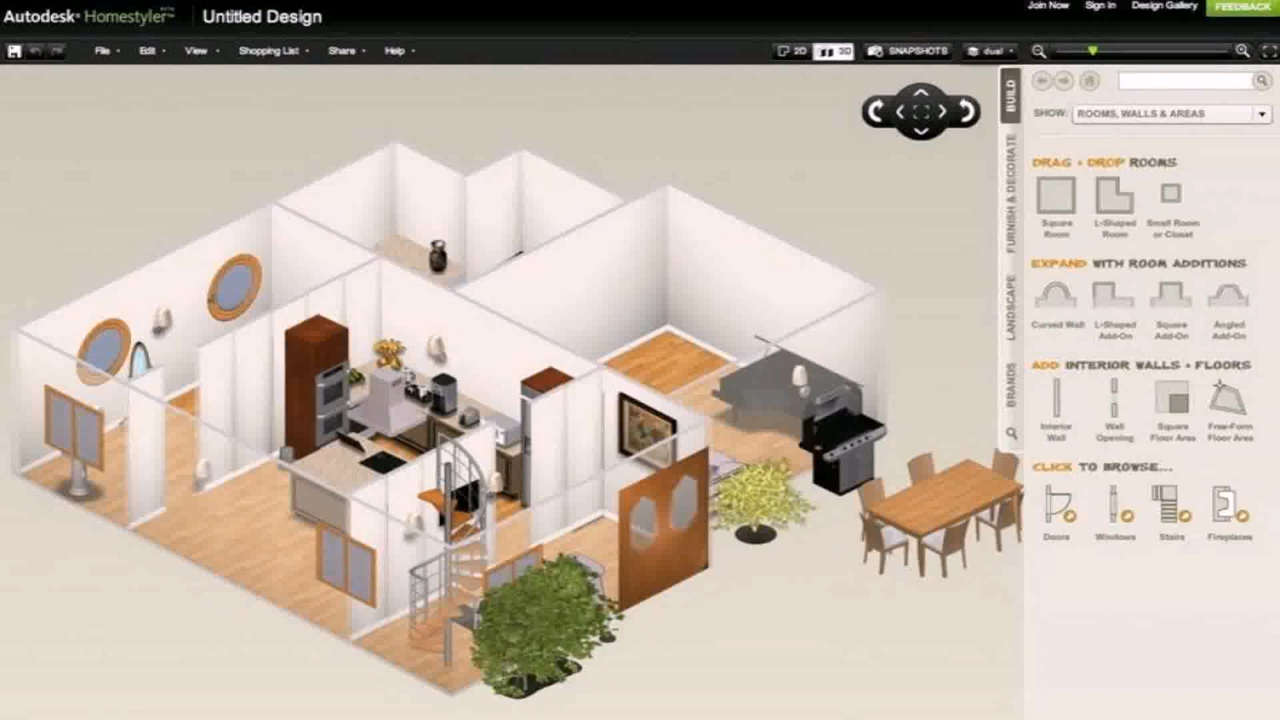 Autodesk® Homestyler™ BETA
Untitled Design
Join Now Sign In Design Gallery FEEDBACK
File Edit View Shopping List Share Help
2D 3D SNAPSHOTS dual
BUILD
FURNISH & DECORATE
LANDSCAPE
BRANDS
SHOW: ROOMS, WALLS & AREAS
DRAG + DROP ROOMS
Square Room
L-Shaped Room
Small Room or Closet
EXPAND WITH ROOM ADDITIONS
Curved Wall
L-Shaped Add-On
Square Add-On
Angled Add-On
ADD INTERIOR WALLS + FLOORS
Interior Wall
Wall Opening
Square Floor Area
Free-Form Floor Area
CLICK TO BROWSE...
Doors Windows Stairs Fireplaces